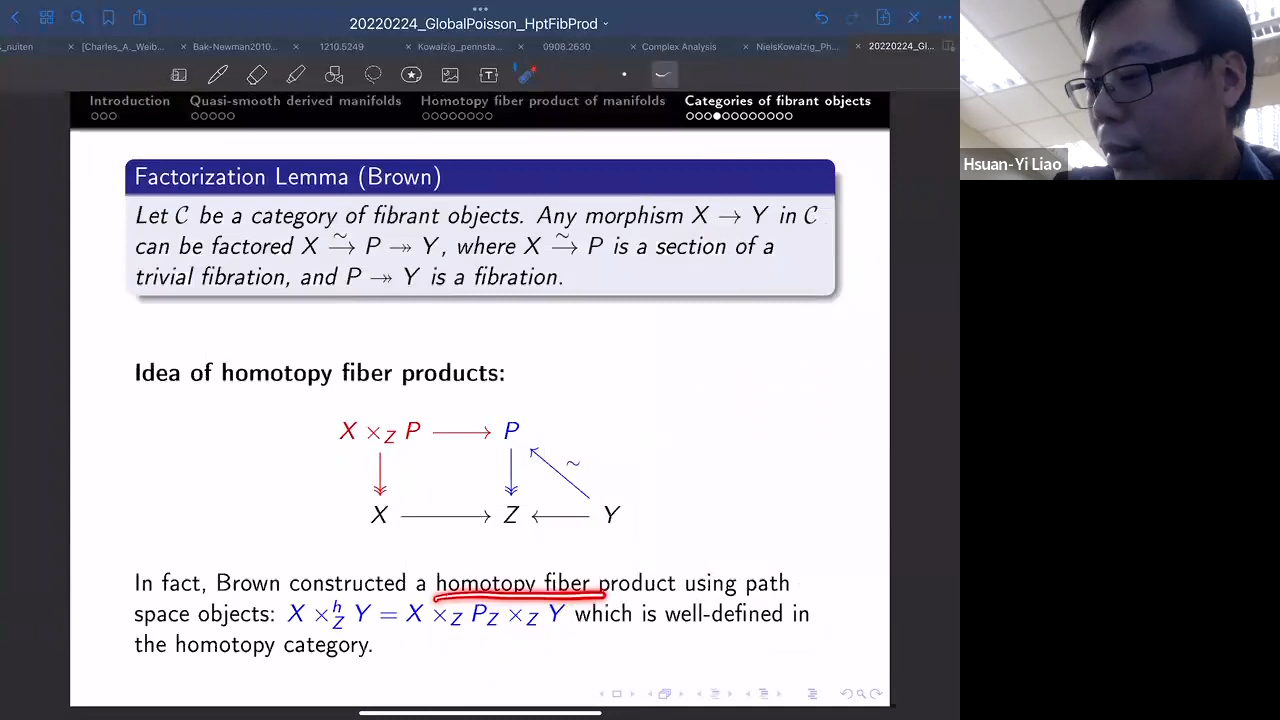 20220224_GlobalPoisson_HptFibProd
_nuiten
[Charles_A._Weib...
Bak-Newman2010...
1210.5249
Kowalzig_pennsta...
0908.2630
Complex Analysis
NielsKowalzig_Ph...
20220224_Gl...
Introduction Quasi-smooth derived manifolds Homotopy fiber product of manifolds Categories of fibrant objects
Hsuan-Yi Liao
Factorization Lemma (Brown)
Let 𝒞 be a category of fibrant objects. Any morphism X → Y in 𝒞
can be factored X ∼→ P ↠ Y, where X ∼→ P is a section of a
trivial fibration, and P ↠ Y is a fibration.
Idea of homotopy fiber products:
X ×_Z P → P
∼
X → Z ← Y
In fact, Brown constructed a homotopy fiber product using path
space objects: X ×^h_Z Y = X ×_Z P_Z ×_Z Y which is well-defined in
the homotopy category.